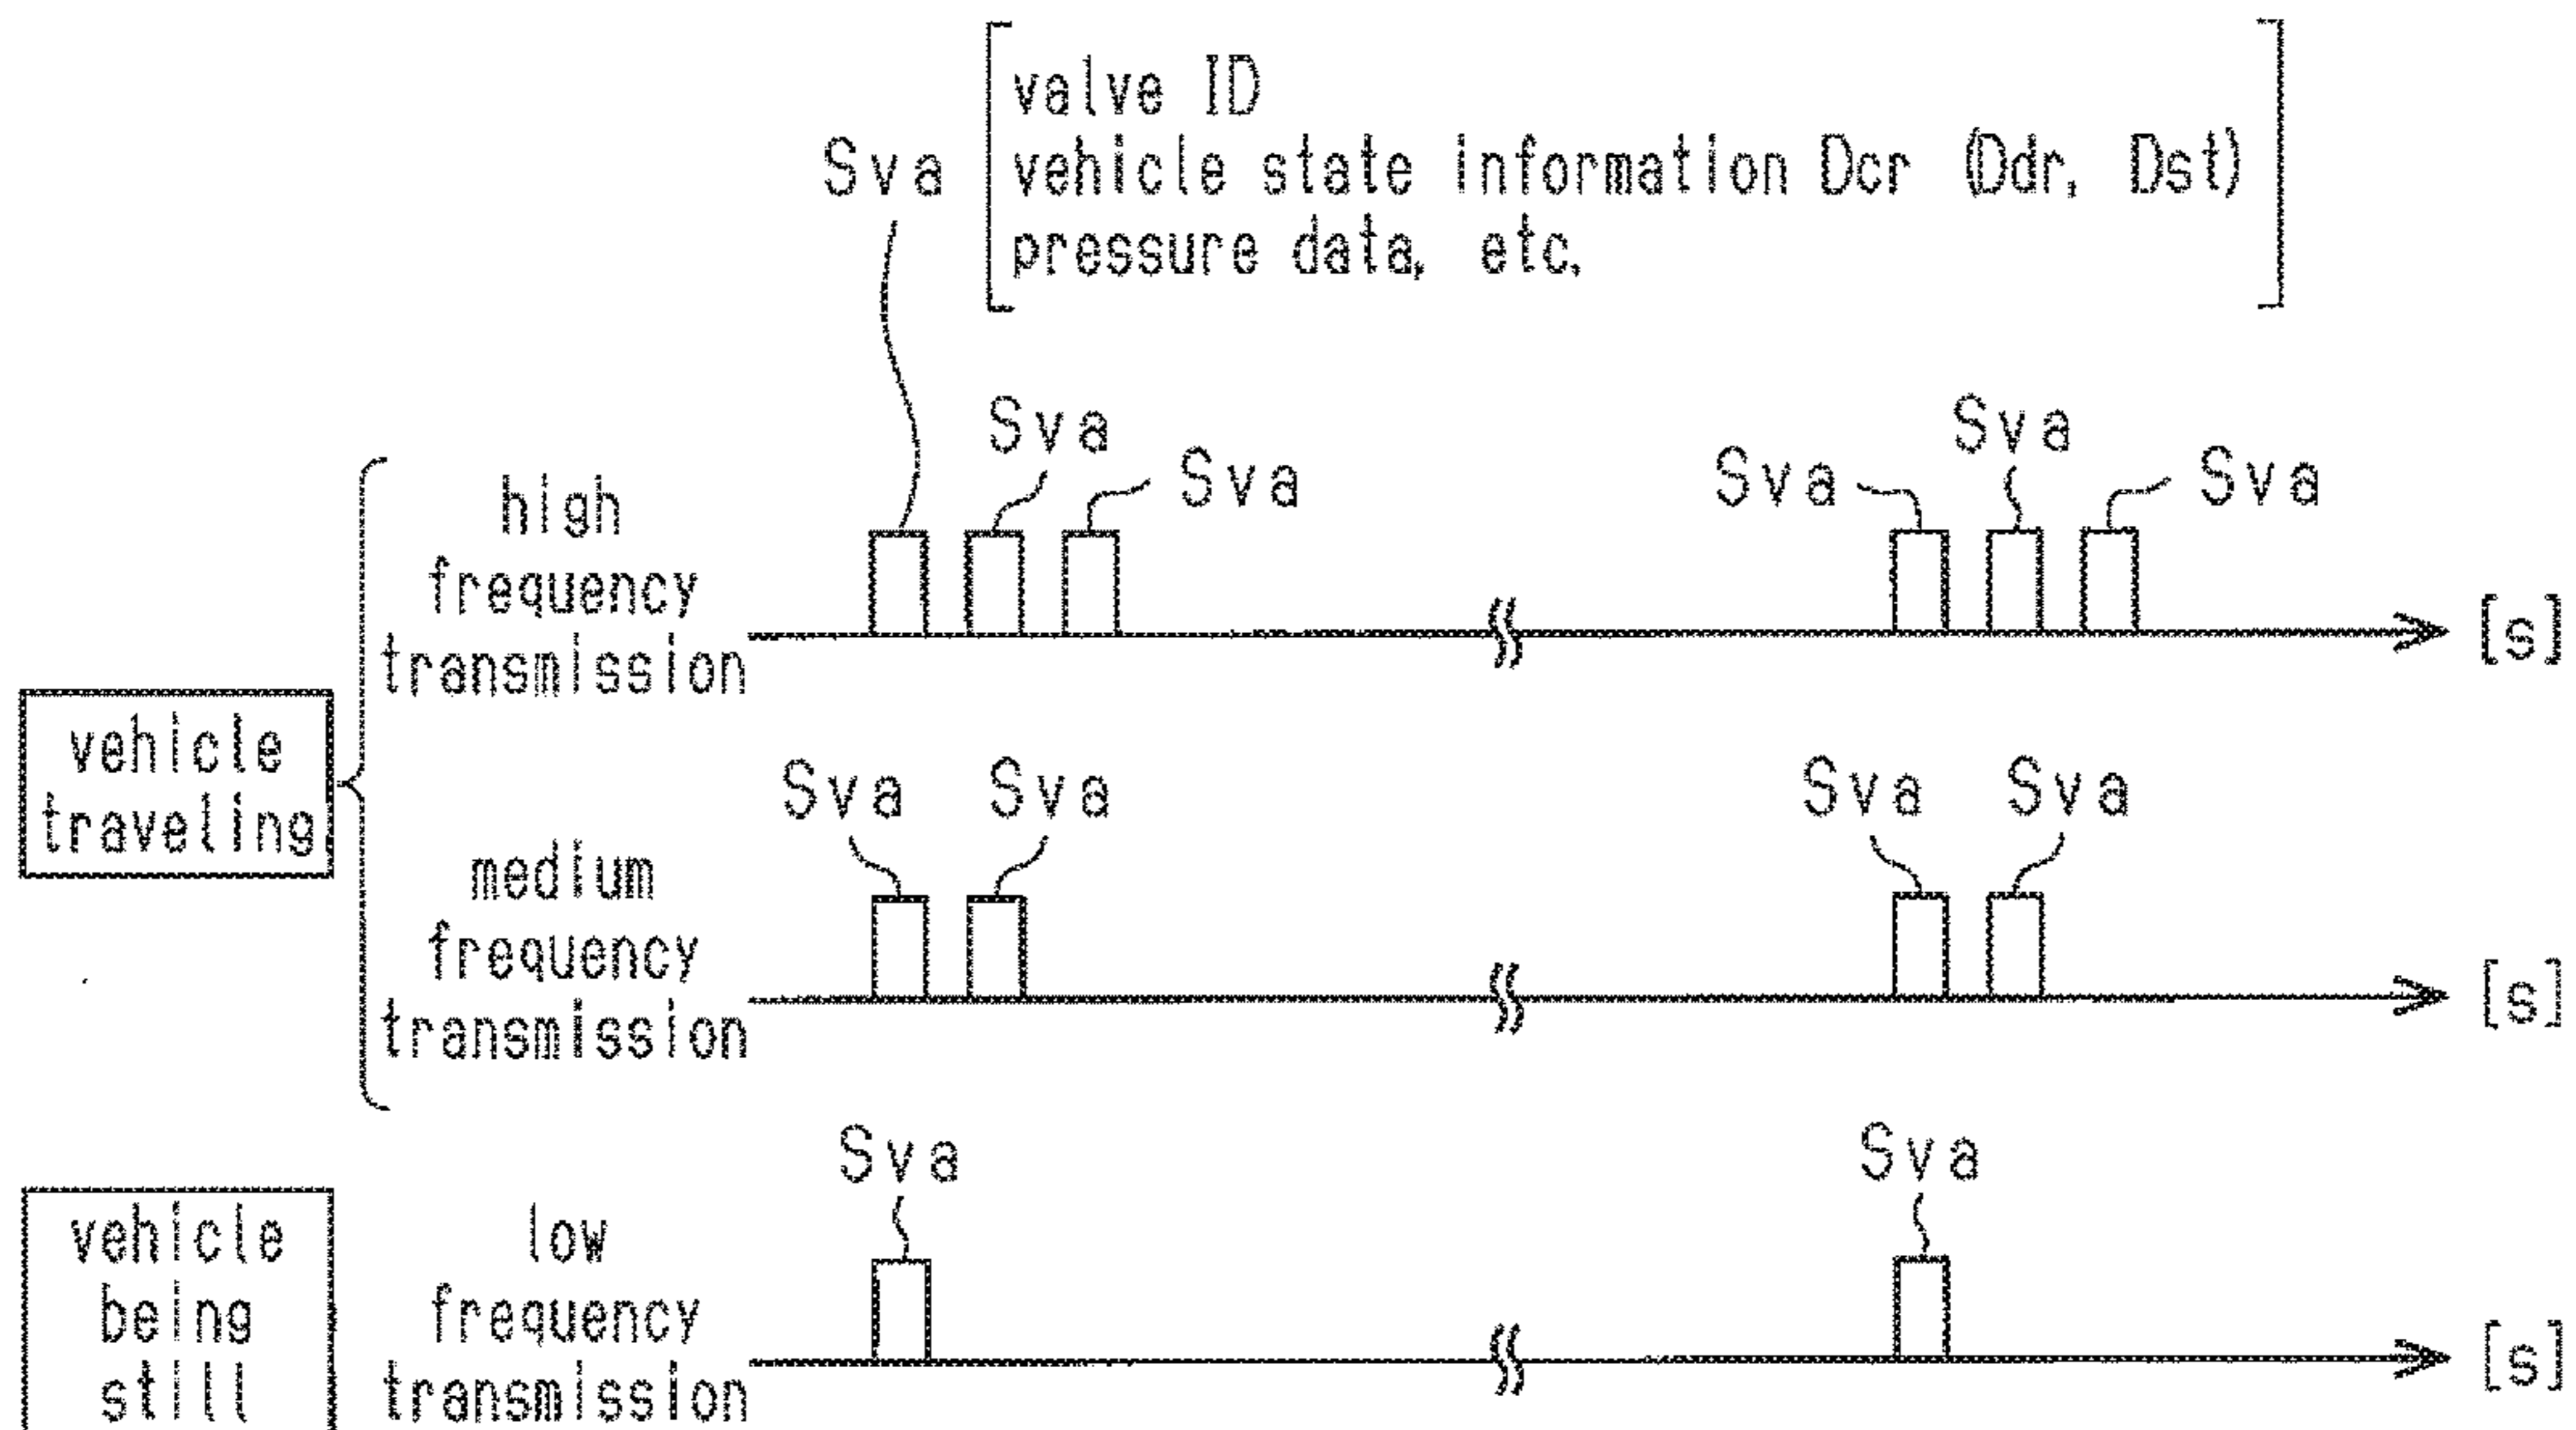 valve ID
Sva vehicle state information Dcr (Ddr, Dst)
pressure data, etc.
Sva
Sva
Sva
Sva
Sva
high
frequency
transmission
[s]
vehicle
traveling
Sva
Sva
Sva
Sva
medium
frequency
transmission
[s]
Sva
Sva
vehicle
being
still
low
frequency
transmission
[s]